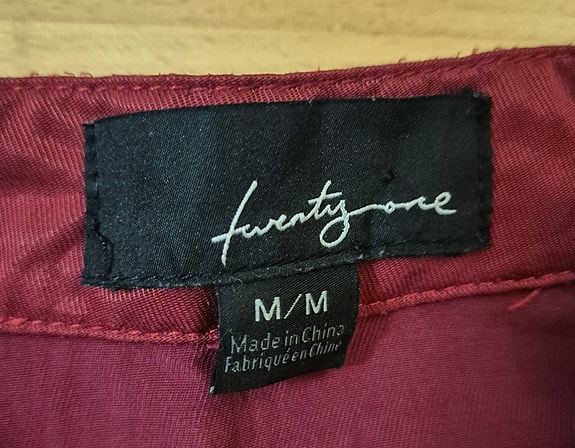 twenty one
M/M
Made in China
Fabriqué en Chine